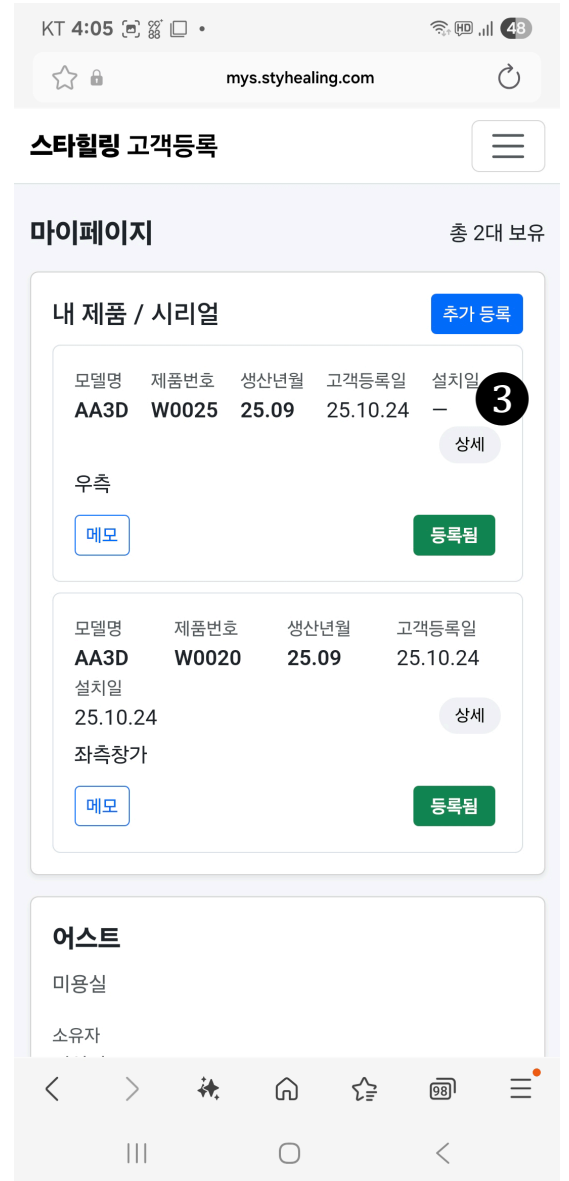 KT 4:05
HD
48
mys.styhealing.com
스타힐링 고객등록
마이페이지
총 2대 보유
내 제품 / 시리얼
추가 등록
모델명 제품번호 생산년월 고객등록일 설치일
AA3D W0025 25.09 25.10.24 –
3
상세
우측
메모
등록됨
모델명 제품번호 생산년월 고객등록일
AA3D W0020 25.09 25.10.24
설치일
25.10.24
상세
좌측창가
메모
등록됨
어스트
미용실
소유자
98